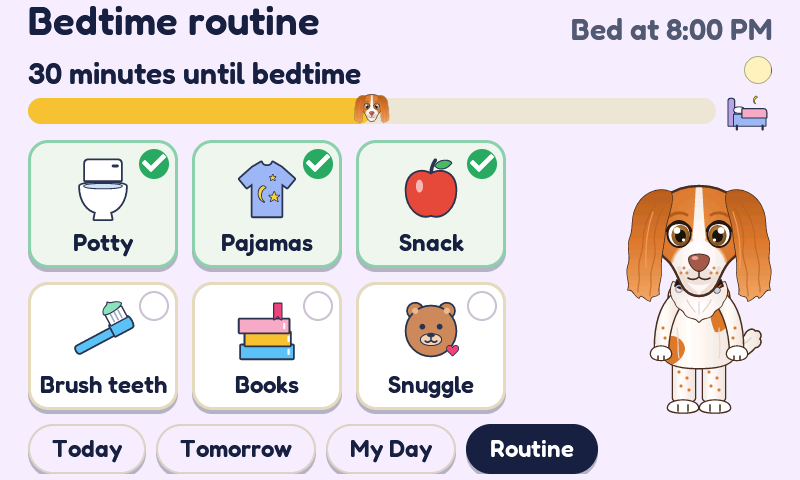 Bedtime routine
Bed at 8:00 PM
30 minutes until bedtime
Potty
Pajamas
Snack
Brush teeth
Books
Snuggle
Today
Tomorrow
My Day
Routine